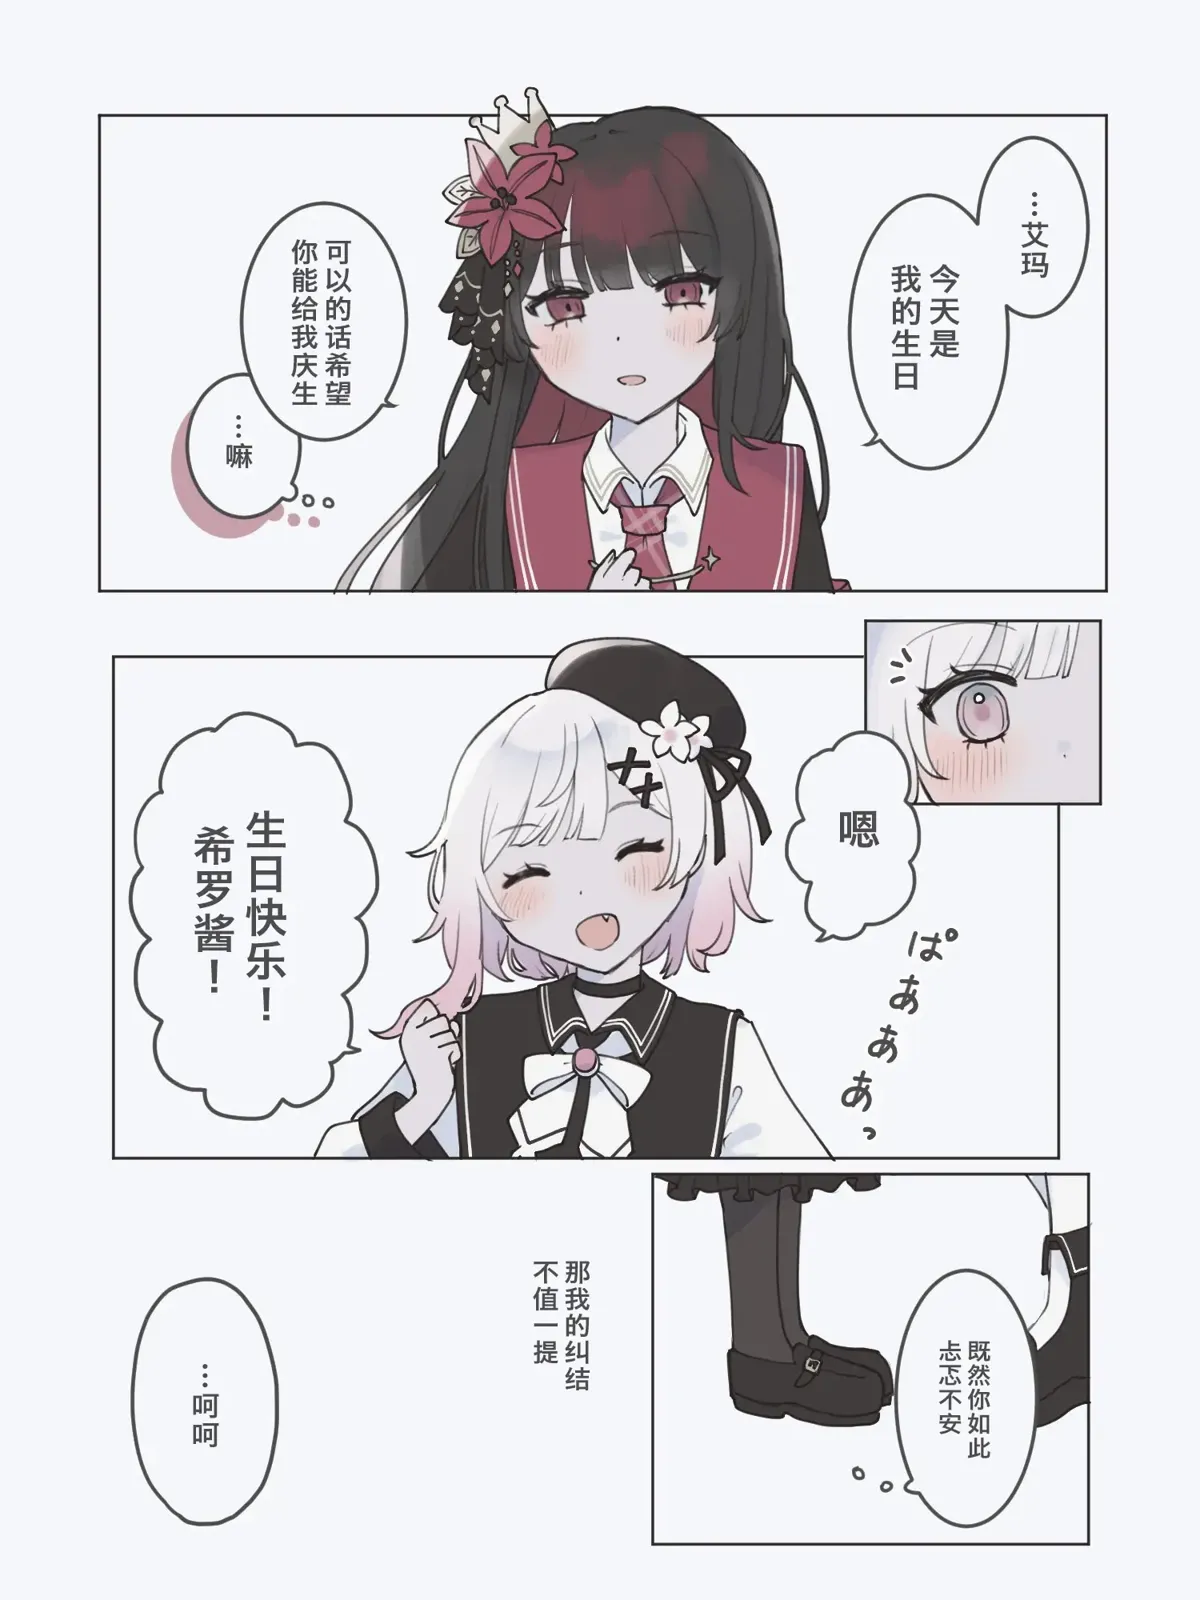 …艾玛
今天是
我的生日
可以的话希望
你能给我庆生
…嘛
嗯
ぱあああっ
生日快乐！
希罗酱！
既然你如此
忐忑不安
那我的纠结
不值一提
…呵呵